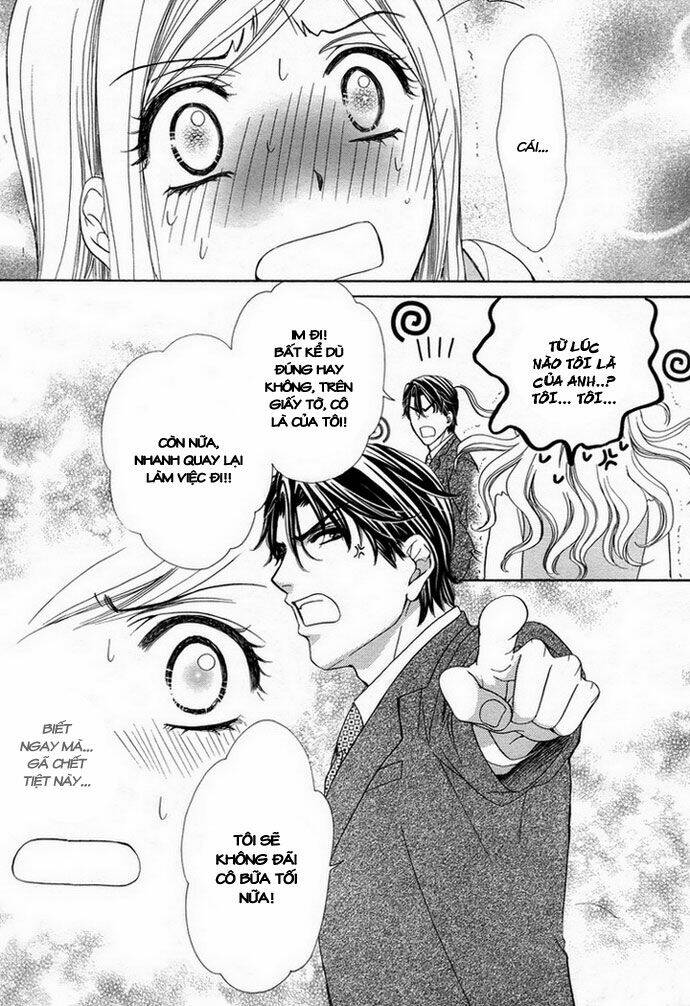 CÁI...
TỪ LÚC
NÀO TÔI LÀ
CỦA ANH..?
TÔI... TÔI...
IM ĐI!
BẤT KỂ DÙ
ĐÚNG HAY
KHÔNG, TRÊN
GIẤY TỜ, CÔ
LÀ CỦA TÔI!
CÒN NỮA,
NHANH QUAY LẠI
LÀM VIỆC ĐI!!
BIẾT
NGAY MÀ...
GÃ CHẾT
TIỆT NÀY...
TÔI SẼ
KHÔNG ĐÃI
CÔ BỮA TỐI
NỮA!